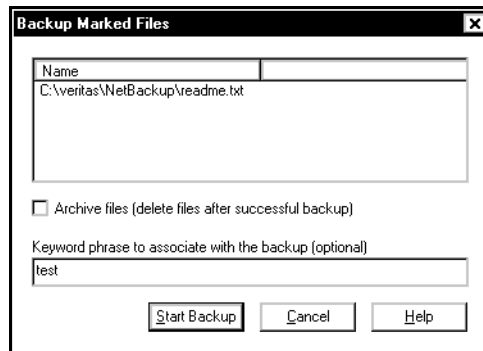 Backup Marked Files
Name
C:\veritas\NetBackup\readme.txt
Archive files (delete files after successful backup)
Keyword phrase to associate with the backup (optional)
test
Start Backup Cancel Help